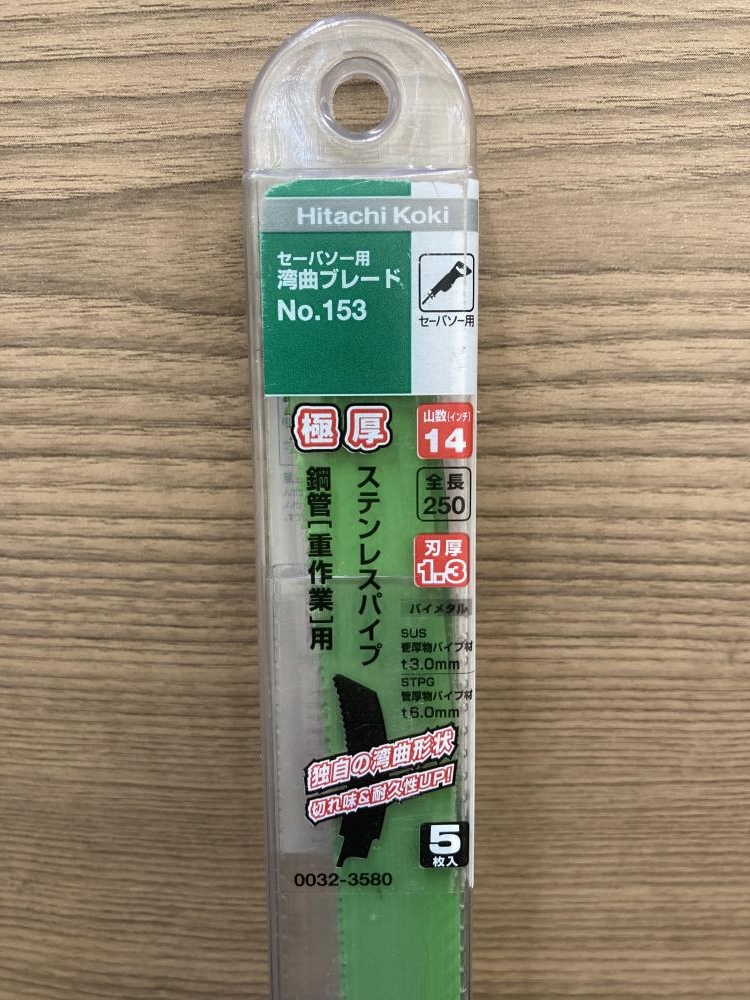 Hitachi Koki
セーバソー用
湾曲ブレード
No.153
セーバソー用
極厚
山数(インチ)
14
全長
250
刃厚
1.3
ステンレスパイプ
鋼管[重作業]用
バイメタル
SUS
管厚物パイプ材
t3.0mm
STPG
管厚物パイプ材
t6.0mm
独自の湾曲形状
切れ味&耐久性UP!
5
枚入
0032-3580